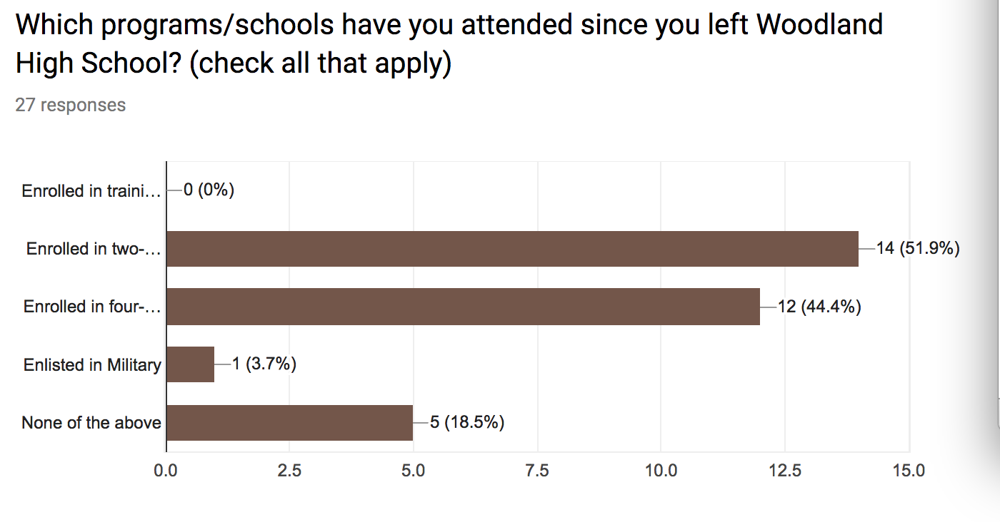 Which programs/schools have you attended since you left Woodland
High School? (check all that apply)
27 responses
Enrolled in traini…
0 (0%)
Enrolled in two-…
14 (51.9%)
Enrolled in four-…
12 (44.4%)
Enlisted in Military
1 (3.7%)
None of the above
5 (18.5%)
0.0 2.5 5.0 7.5 10.0 12.5 15.0